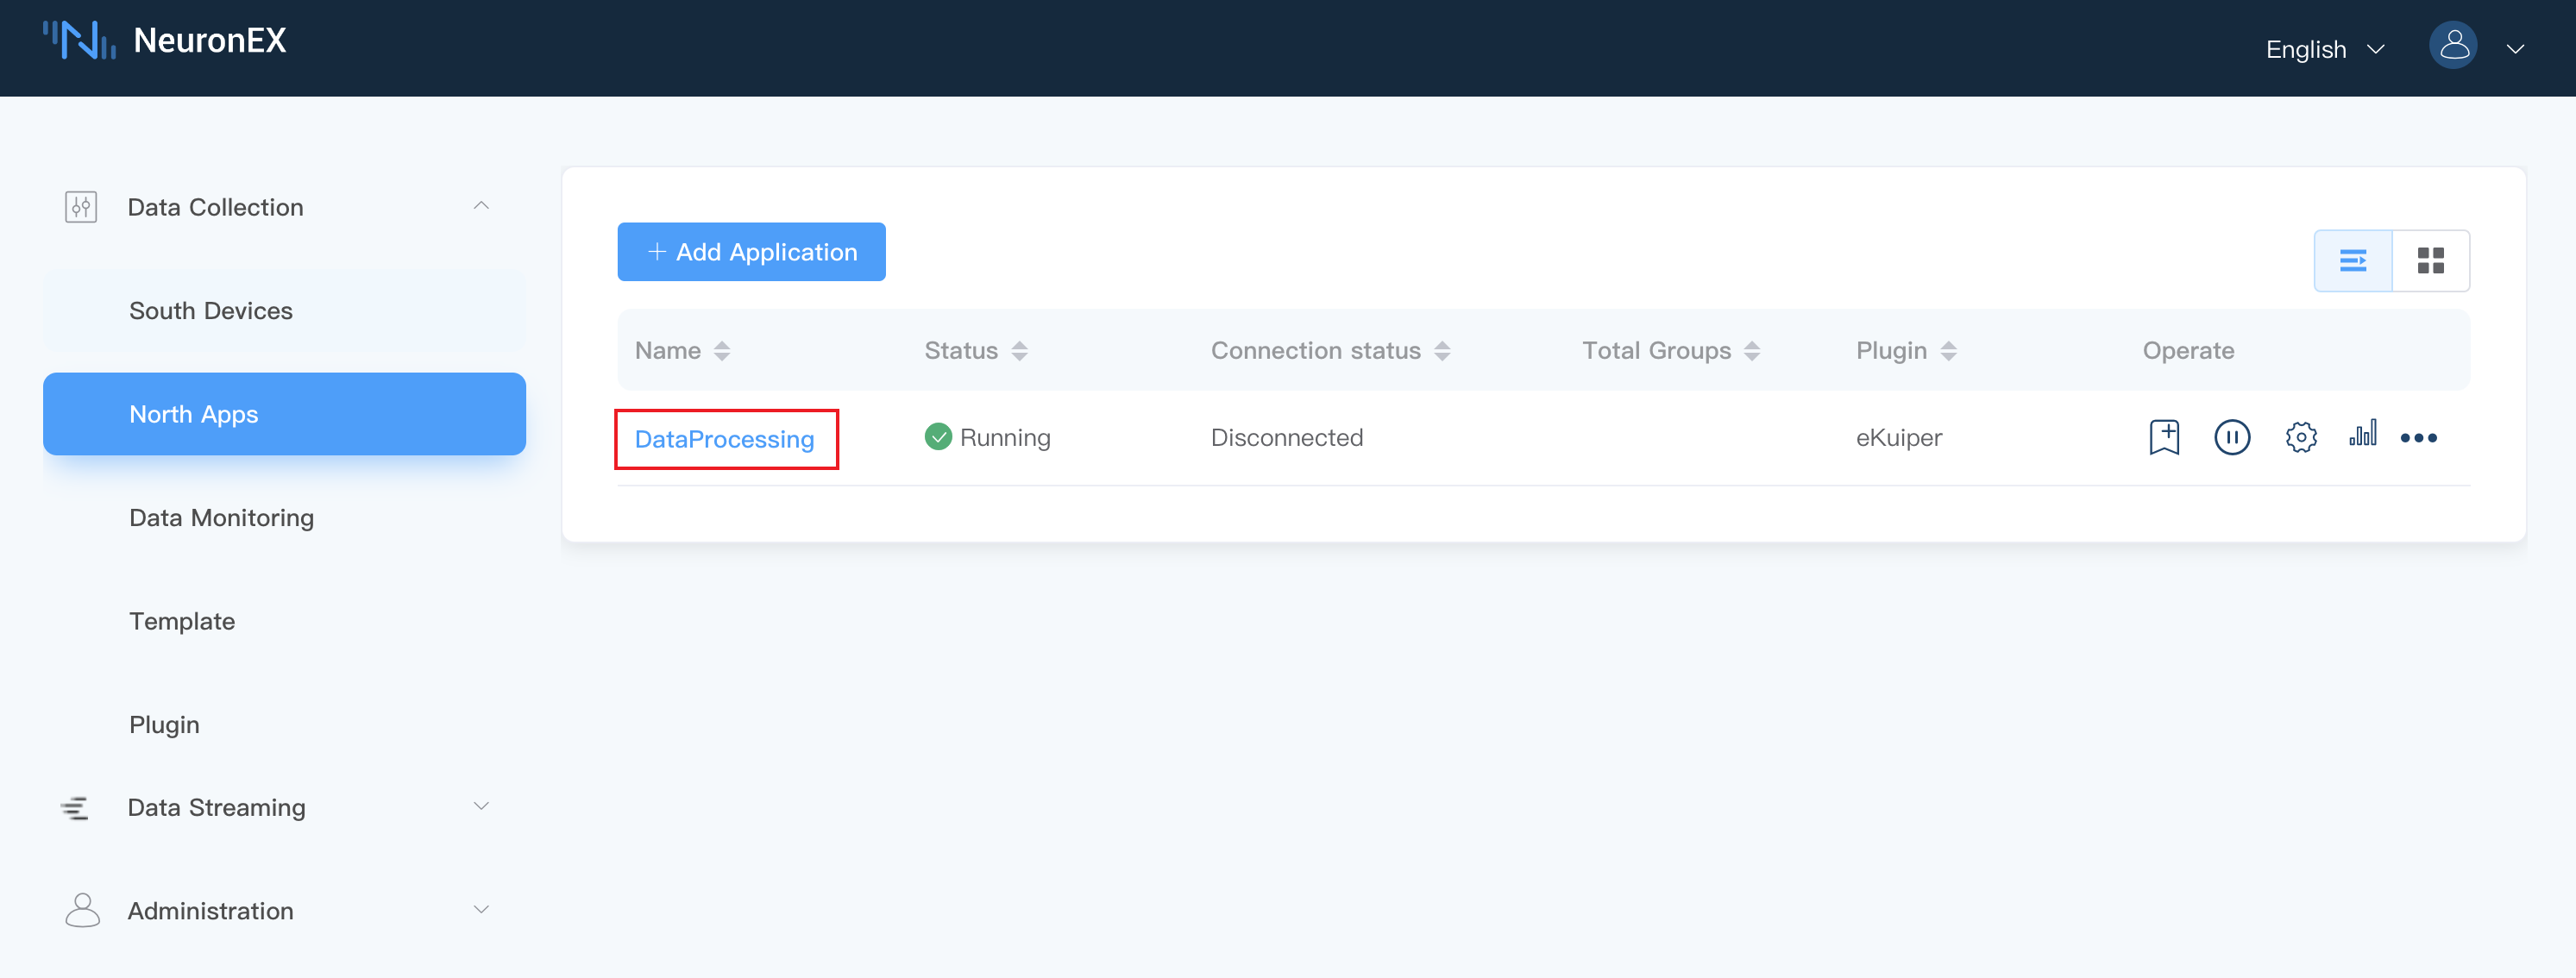 NeuronEX
English
Data Collection
South Devices
North Apps
Data Monitoring
Template
Plugin
Data Streaming
Administration
+ Add Application
Name Status Connection status Total Groups Plugin Operate
DataProcessing Running Disconnected eKuiper